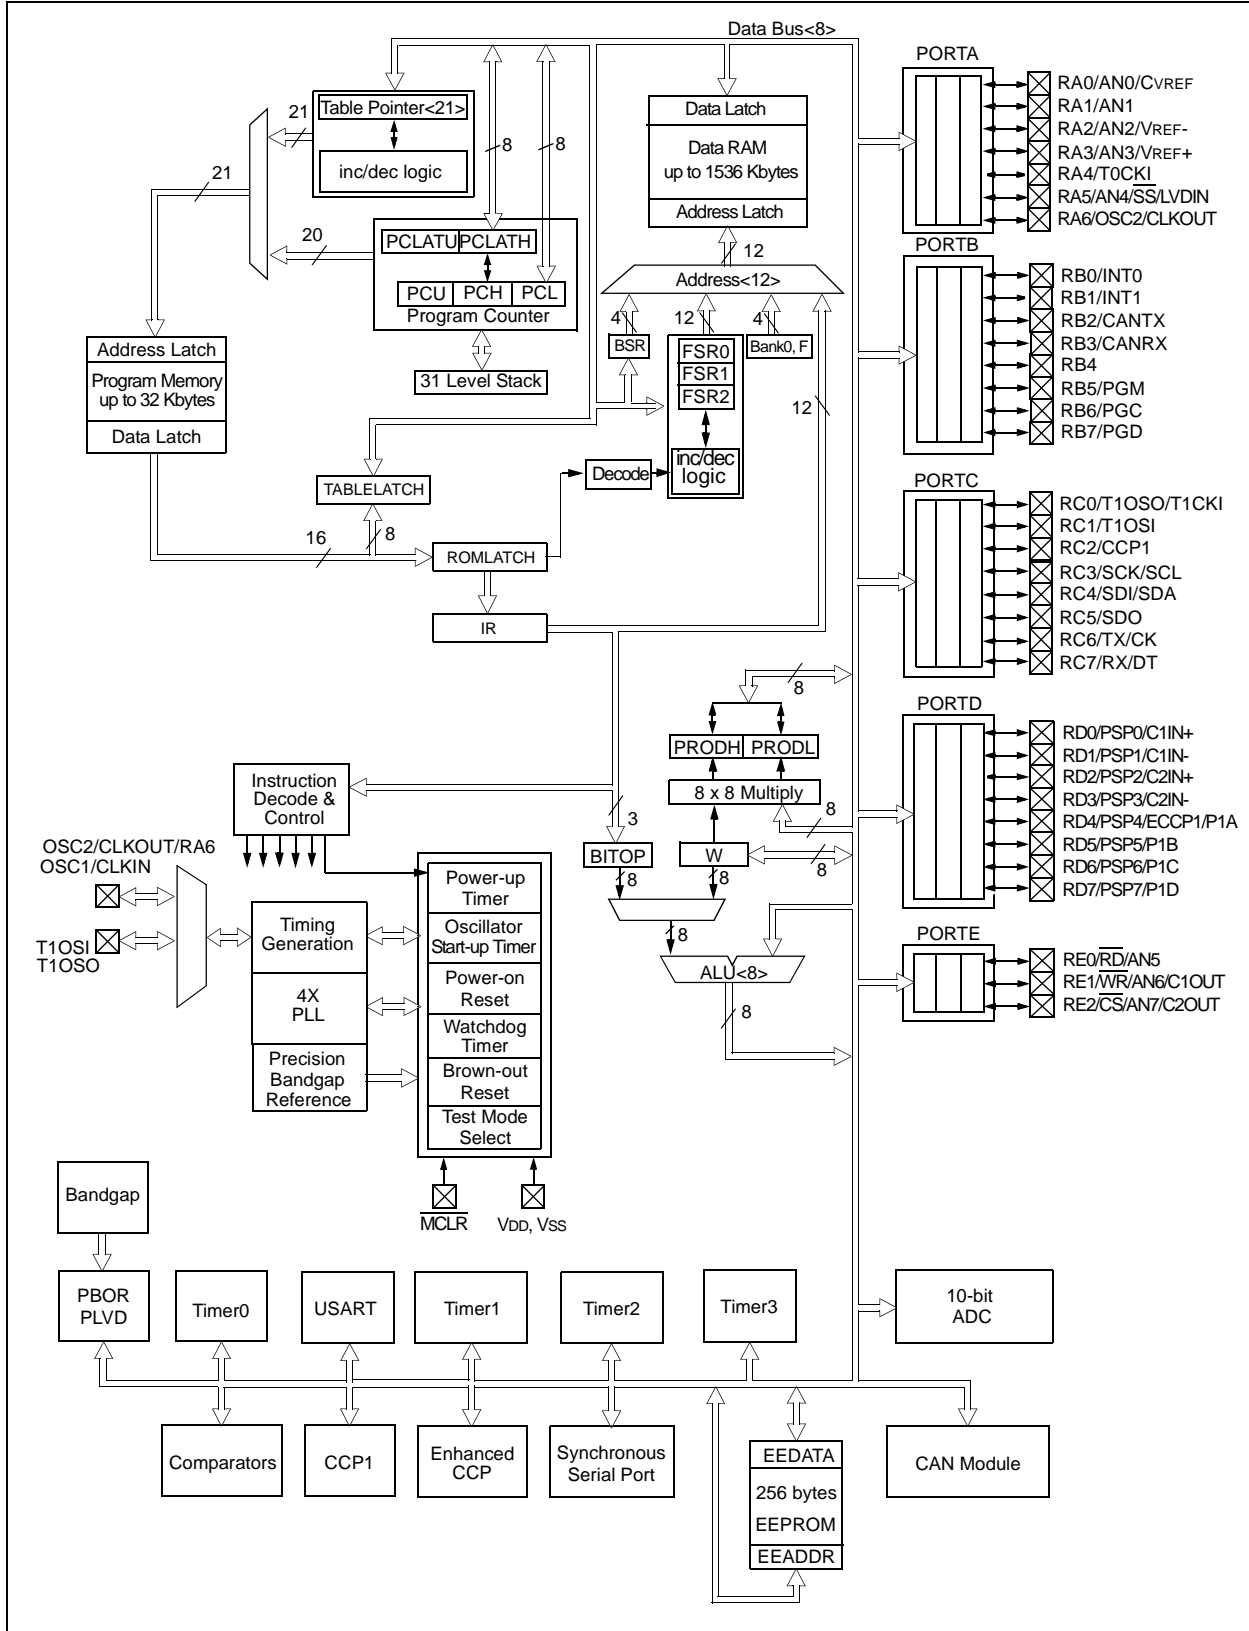 Data Bus<8>
21
Table Pointer<21>
inc/dec logic
21
8
8
20
PCLATU PCLATH
PCU PCH PCL
Program Counter
31 Level Stack
Address Latch
Program Memory
up to 32 Kbytes
Data Latch
16
8
TABLELATCH
ROMLATCH
IR
Data Latch
Data RAM
up to 1536 Kbytes
Address Latch
12
Address<12>
4
12
4
BSR
FSR0
FSR1
FSR2
Bank0, F
inc/dec
logic
Decode
12
8
PRODH PRODL
8 x 8 Multiply
8
3
BITOP
W
8
8
8
8
ALU<8>
8
Instruction
Decode &
Control
OSC2/CLKOUT/RA6
OSC1/CLKIN
T1OSI
T1OSO
Timing
Generation
4X
PLL
Precision
Bandgap
Reference
Power-up
Timer
Oscillator
Start-up Timer
Power-on
Reset
Watchdog
Timer
Brown-out
Reset
Test Mode
Select
MCLR
VDD, VSS
PORTA
RA0/AN0/CVREF
RA1/AN1
RA2/AN2/VREF-
RA3/AN3/VREF+
RA4/T0CKI
RA5/AN4/SS/LVDIN
RA6/OSC2/CLKOUT
PORTB
RB0/INT0
RB1/INT1
RB2/CANTX
RB3/CANRX
RB4
RB5/PGM
RB6/PGC
RB7/PGD
PORTC
RC0/T1OSO/T1CKI
RC1/T1OSI
RC2/CCP1
RC3/SCK/SCL
RC4/SDI/SDA
RC5/SDO
RC6/TX/CK
RC7/RX/DT
PORTD
RD0/PSP0/C1IN+
RD1/PSP1/C1IN-
RD2/PSP2/C2IN+
RD3/PSP3/C2IN-
RD4/PSP4/ECCP1/P1A
RD5/PSP5/P1B
RD6/PSP6/P1C
RD7/PSP7/P1D
PORTE
RE0/RD/AN5
RE1/WR/AN6/C1OUT
RE2/CS/AN7/C2OUT
Bandgap
PBOR
PLVD
Timer0
USART
Timer1
Timer2
Timer3
10-bit
ADC
Comparators
CCP1
Enhanced
CCP
Synchronous
Serial Port
EEDATA
256 bytes
EEPROM
EEADDR
CAN Module